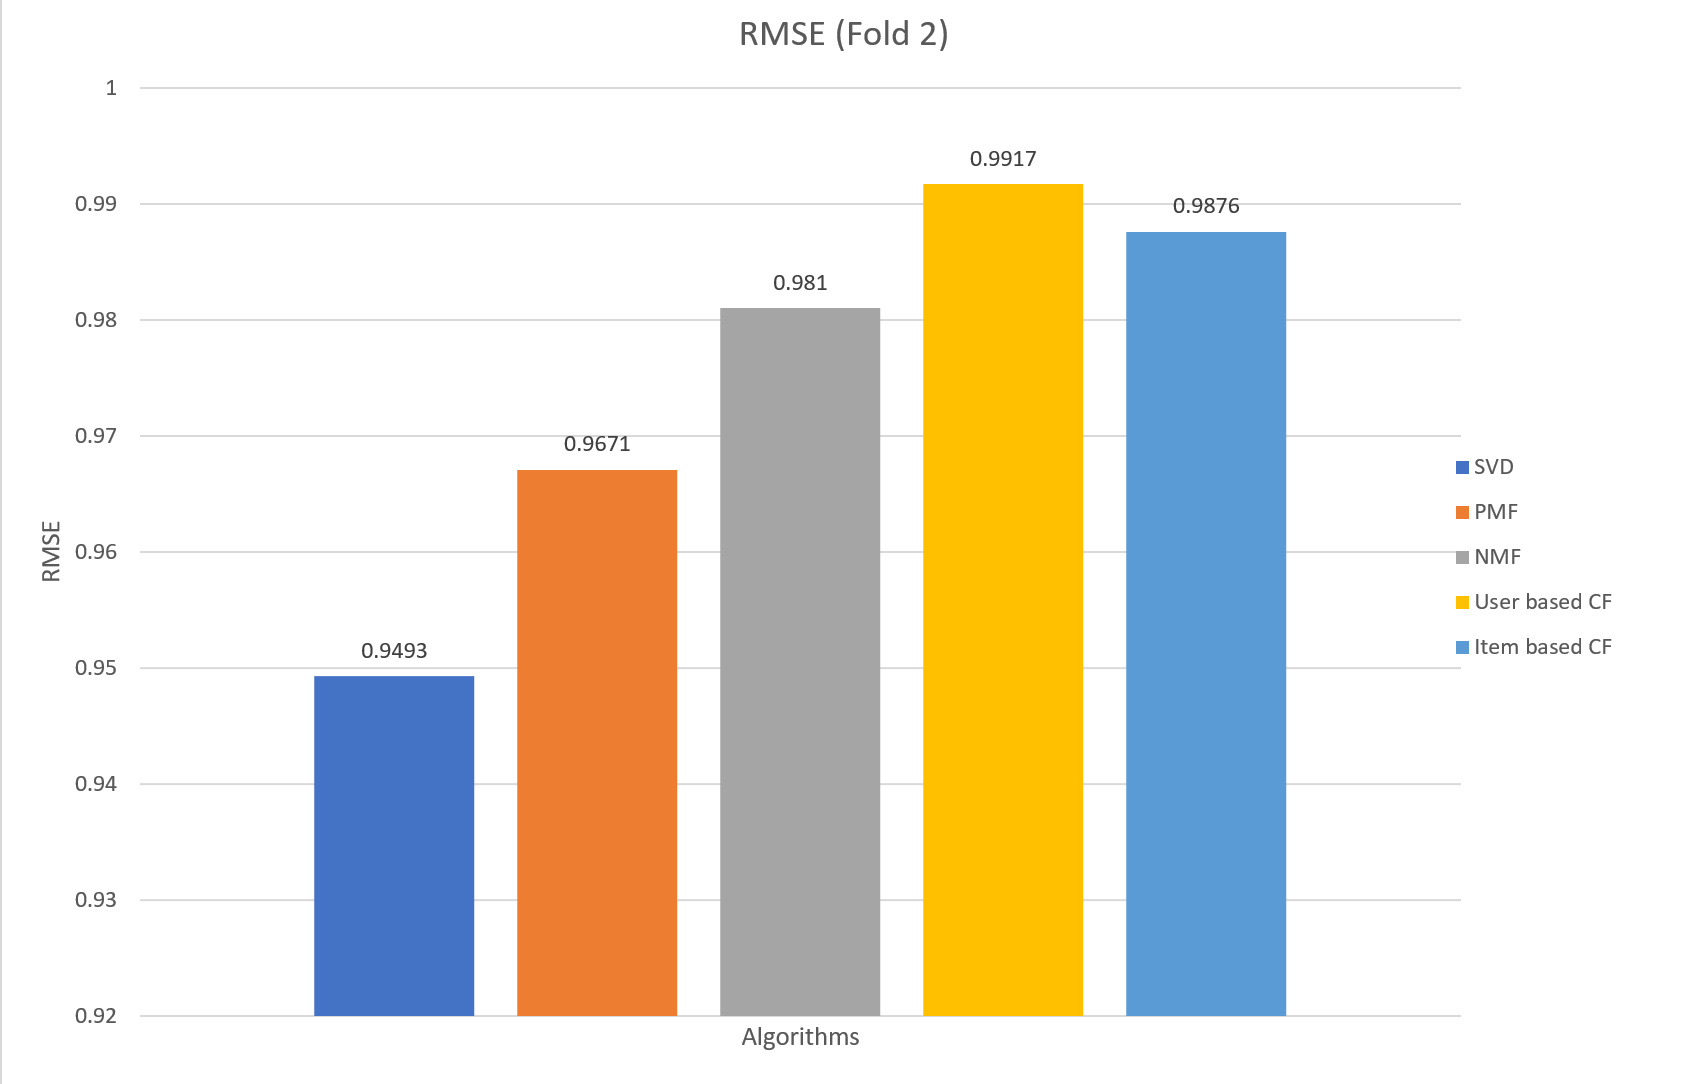 RMSE (Fold 2)
1
0.99
0.98
0.97
0.96
0.95
0.94
0.93
0.92
RMSE
0.9493
0.9671
0.981
0.9917
0.9876
Algorithms
SVD
PMF
NMF
User based CF
Item based CF